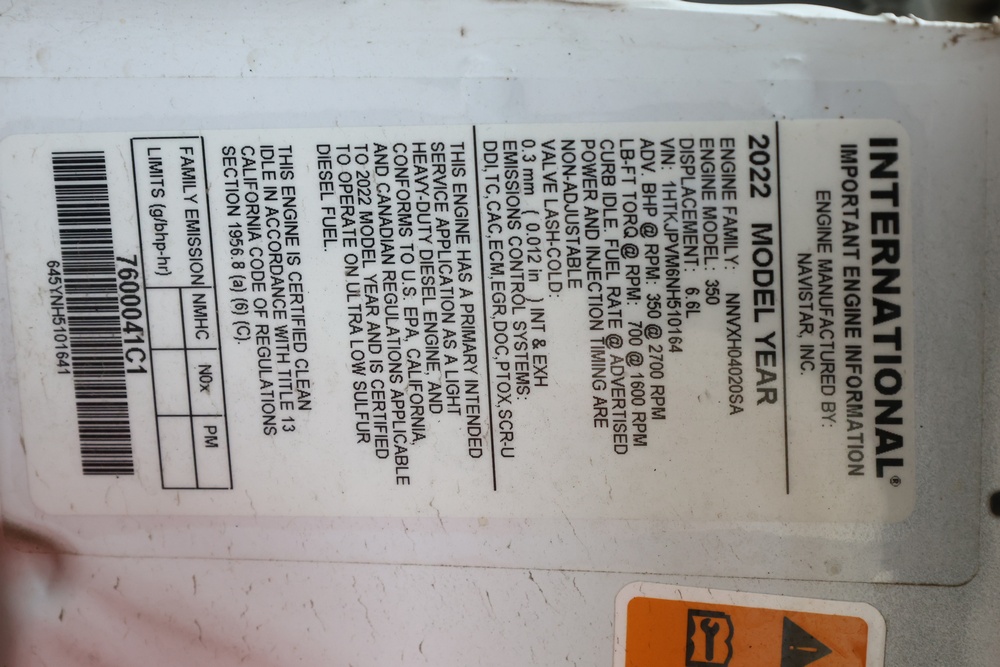 INTERNATIONAL®
IMPORTANT ENGINE INFORMATION
ENGINE MANUFACTURED BY:
NAVISTAR, INC.
2022 MODEL YEAR
ENGINE FAMILY: NNVXH04020SA
ENGINE MODEL: 350
DISPLACEMENT: 6.6L
VIN: 1HTKJPVM6NH510164
ADV. BHP @ RPM: 350 @ 2700 RPM
LB-FT TORQ @ RPM: 700 @ 1600 RPM
CURB IDLE, FUEL RATE @ ADVERTISED
POWER AND INJECTION TIMING ARE
NON-ADJUSTABLE
VALVE LASH-COLD:
0.3 mm ( 0.012 in ) INT & EXH
EMISSIONS CONTROL SYSTEMS:
DDI,TC,CAC,ECM,EGR,DOC,PTOX,SCR-U
THIS ENGINE HAS A PRIMARY INTENDED
SERVICE APPLICATION AS A LIGHT
HEAVY-DUTY DIESEL ENGINE, AND
CONFORMS TO U.S. EPA, CALIFORNIA,
AND CANADIAN REGULATIONS APPLICABLE
TO 2022 MODEL YEAR AND IS CERTIFIED
TO OPERATE ON ULTRA LOW SULFUR
DIESEL FUEL.
THIS ENGINE IS CERTIFIED CLEAN
IDLE IN ACCORDANCE WITH TITLE 13
CALIFORNIA CODE OF REGULATIONS
SECTION 1956.8 (a) (6) (C).
FAMILY EMISSION NMHC N0x PM
LIMITS (g/bhp-hr)
7600041C1
645YNH5101641